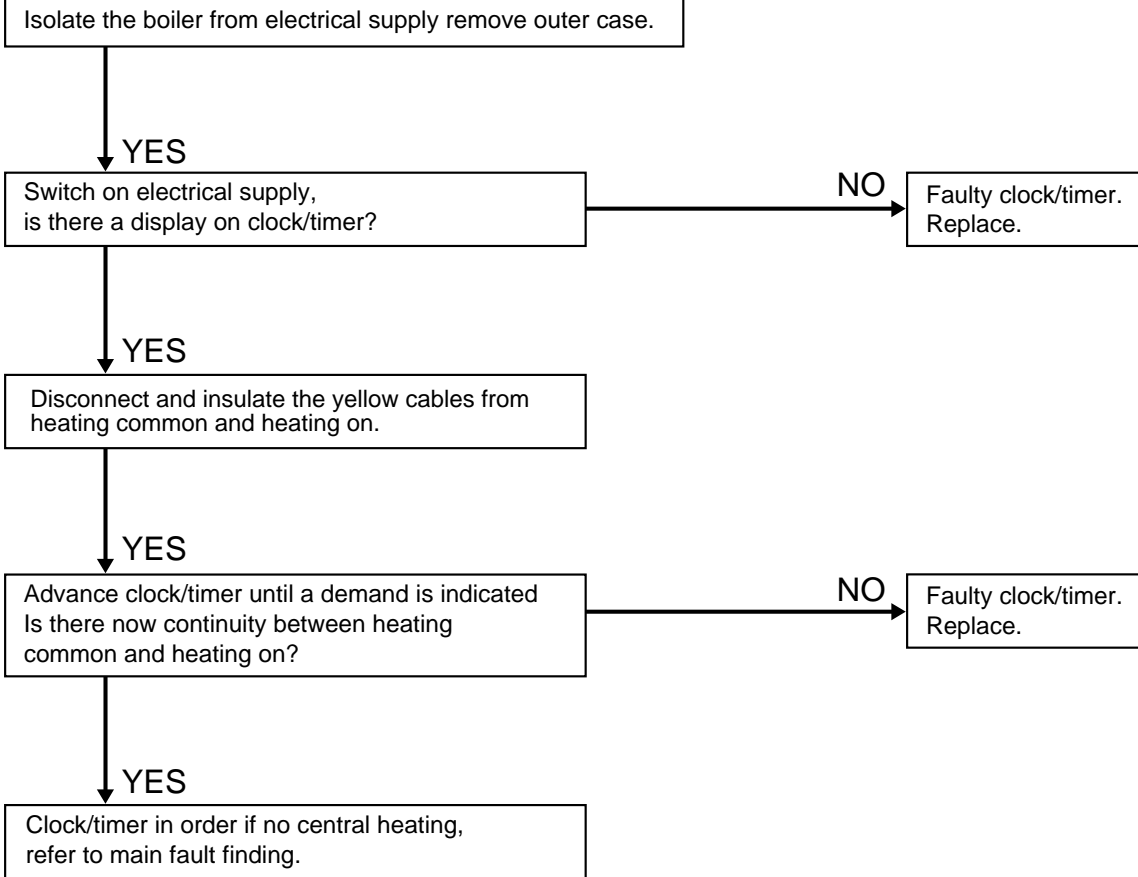 Isolate the boiler from electrical supply remove outer case.
YES
Switch on electrical supply,
is there a display on clock/timer?
NO
Faulty clock/timer.
Replace.
YES
Disconnect and insulate the yellow cables from
heating common and heating on.
YES
Advance clock/timer until a demand is indicated
Is there now continuity between heating
common and heating on?
NO
Faulty clock/timer.
Replace.
YES
Clock/timer in order if no central heating,
refer to main fault finding.